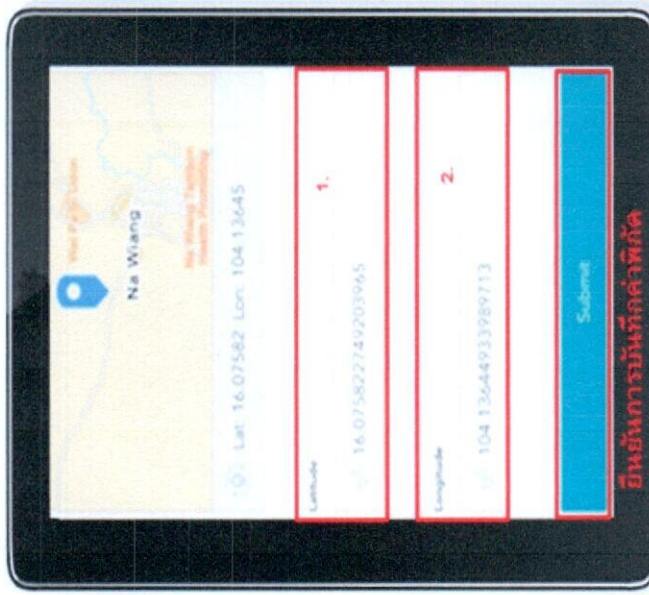 Na Wiang
Lat: 16.07582 Lon: 104.13645
Latitude
1.
16.075822749203965
Longitude
2.
104.13644933989713
Submit
ยืนยันการบันทึกค่าพิกัด